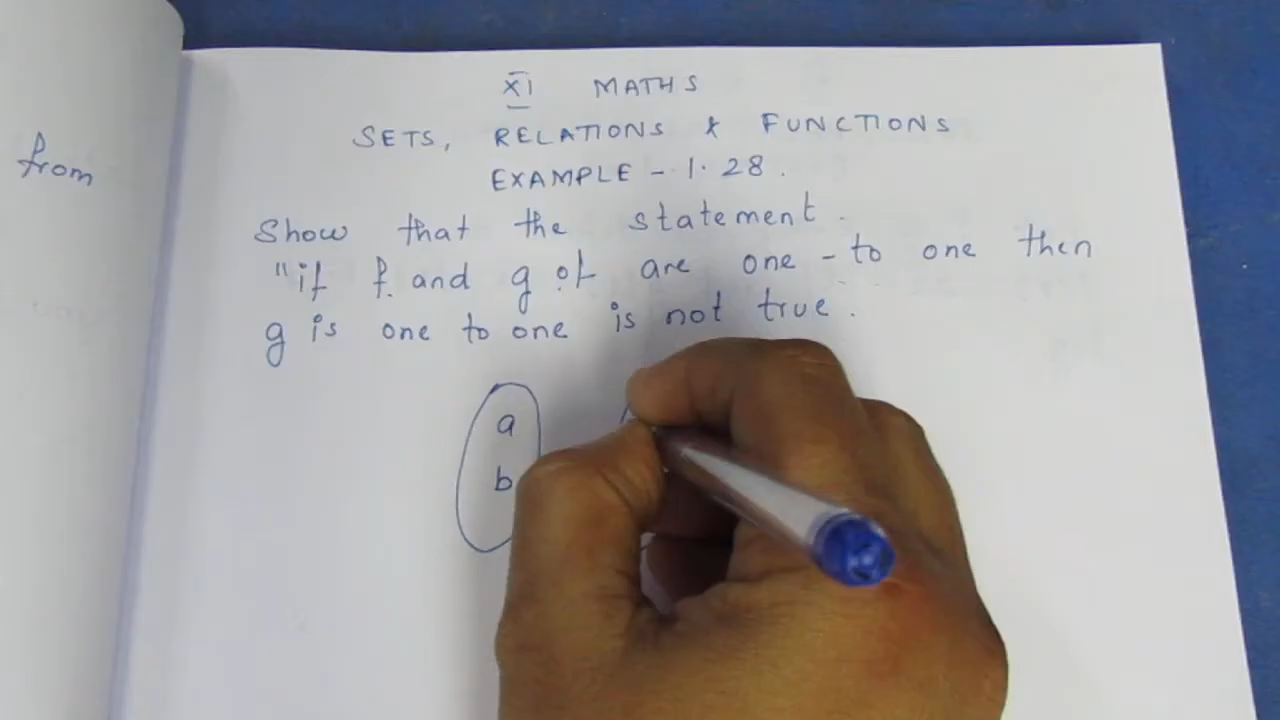 from
XI MATHS
SETS, RELATIONS & FUNCTIONS
EXAMPLE - 1.28.
Show that the statement.
"if f and g of are one - to one then
g is one to one is not true.
a
b